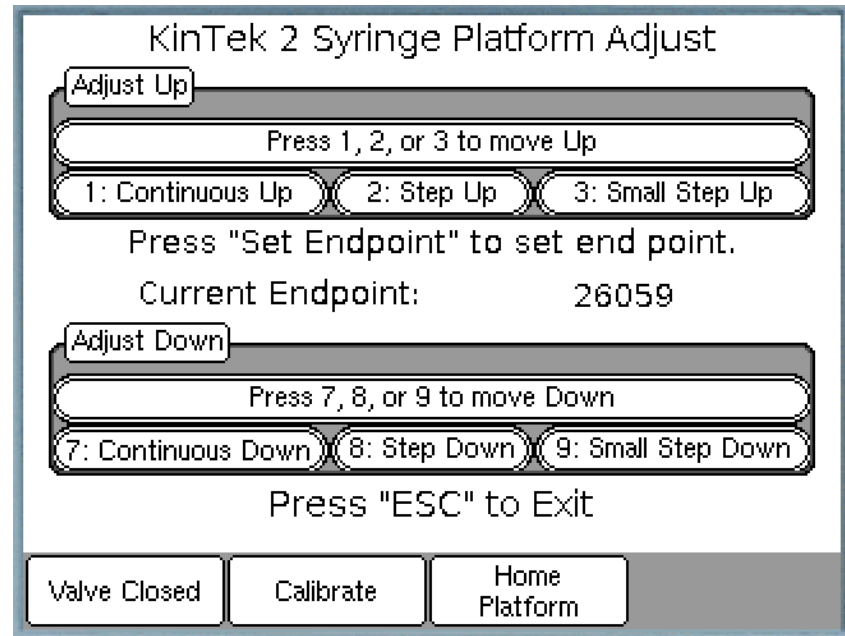 KinTek 2 Syringe Platform Adjust
Adjust Up
Press 1, 2, or 3 to move Up
1: Continuous Up 2: Step Up 3: Small Step Up
Press "Set Endpoint" to set end point.
Current Endpoint: 26059
Adjust Down
Press 7, 8, or 9 to move Down
7: Continuous Down 8: Step Down 9: Small Step Down
Press "ESC" to Exit
Valve Closed Calibrate Home
Platform